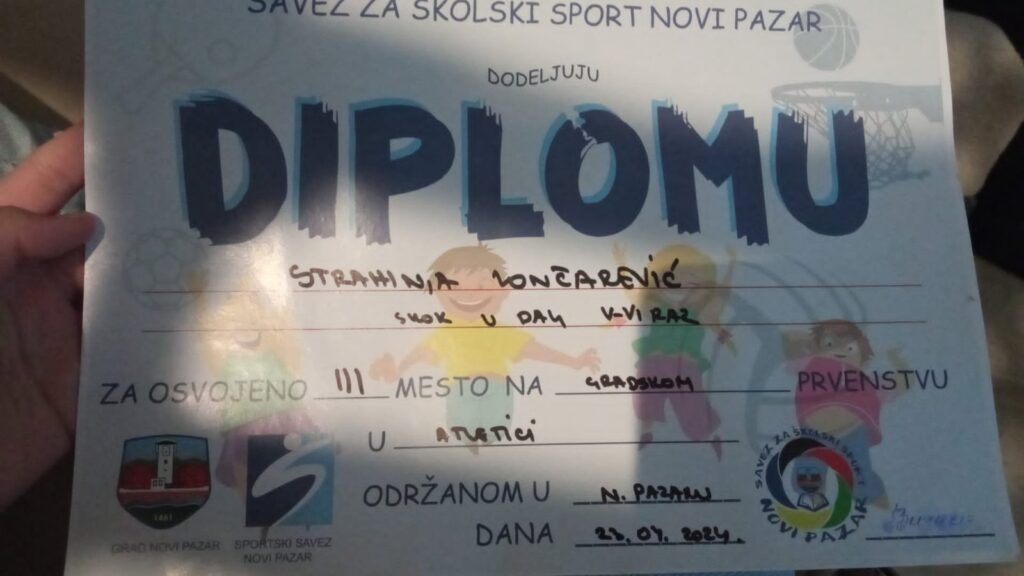 SAVEZ ZA ŠKOLSKI SPORT NOVI PAZAR
DODELJUJU
DIPLOMU
STRAHINJA LONČAREVIĆ
SKOK U DALJ V-VI RAZ
ZA OSVOJENO III MESTO NA GRADSKOM PRVENSTVU
U ATLETICI
ODRŽANOM U N. PAZARU
DANA 23.04.2024.
1461
GRAD NOVI PAZAR
SPORTSKI SAVEZ
NOVI PAZAR
SAVEZ ZA ŠKOLSKI SPORT
NOVI PAZAR